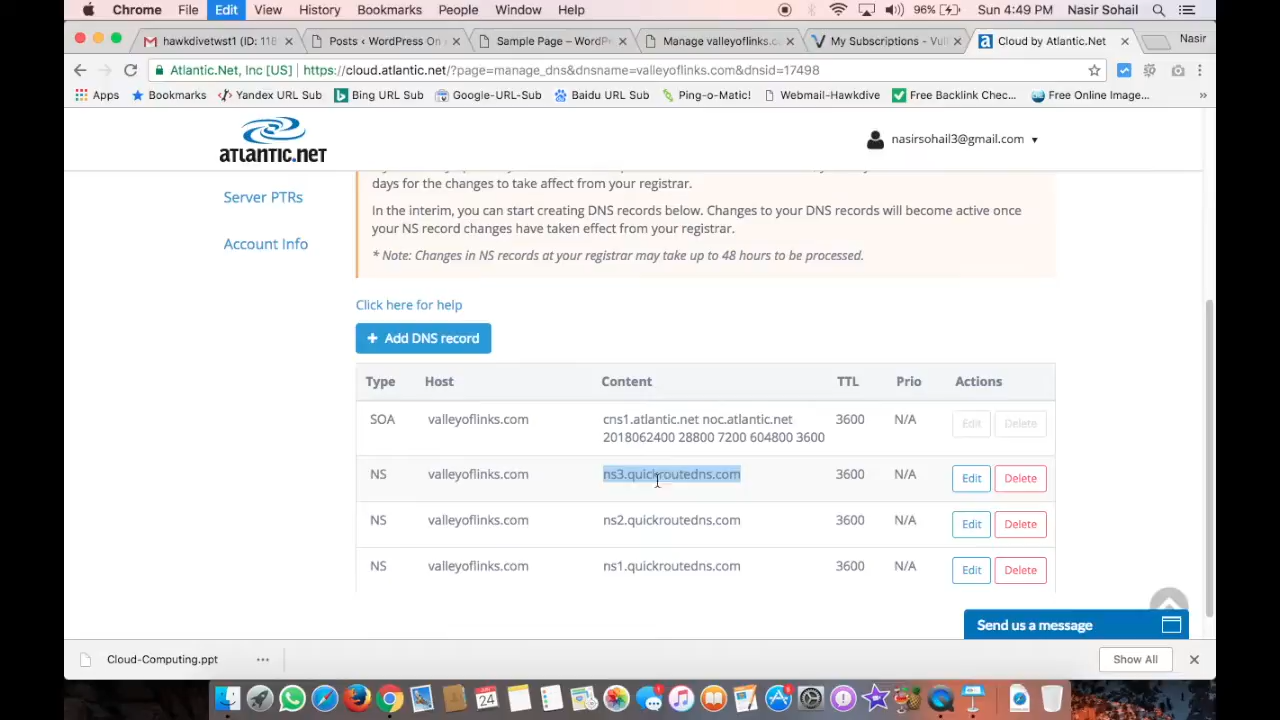 Chrome File Edit View History Bookmarks People Window Help 96% Sun 4:49 PM Nasir Sohail
hawkdivetwst1 (ID: 118 Posts ‹ WordPress On Sample Page – WordPr Manage valleyoflinks.c My Subscriptions - Vul Cloud by Atlantic.Net Nasir
Atlantic.Net, Inc [US] https://cloud.atlantic.net/?page=manage_dns&dnsname=valleyoflinks.com&dnsid=17498
Apps Bookmarks Yandex URL Sub Bing URL Sub Google-URL-Sub Baidu URL Sub Ping-o-Matic! Webmail-Hawkdive Free Backlink Chec... Free Online Image... »
ATLANTIC.NET
nasirsohail3@gmail.com
Server PTRs
Account Info
days for the changes to take affect from your registrar.
In the interim, you can start creating DNS records below. Changes to your DNS records will become active once
your NS record changes have taken effect from your registrar.
* Note: Changes in NS records at your registrar may take up to 48 hours to be processed.
Click here for help
+ Add DNS record
Type Host Content TTL Prio Actions
SOA valleyoflinks.com cns1.atlantic.net noc.atlantic.net 3600 N/A Edit Delete
2018062400 28800 7200 604800 3600
NS valleyoflinks.com ns3.quickroutedns.com 3600 N/A Edit Delete
NS valleyoflinks.com ns2.quickroutedns.com 3600 N/A Edit Delete
NS valleyoflinks.com ns1.quickroutedns.com 3600 N/A Edit Delete
Send us a message
Cloud-Computing.ppt
Show All
24